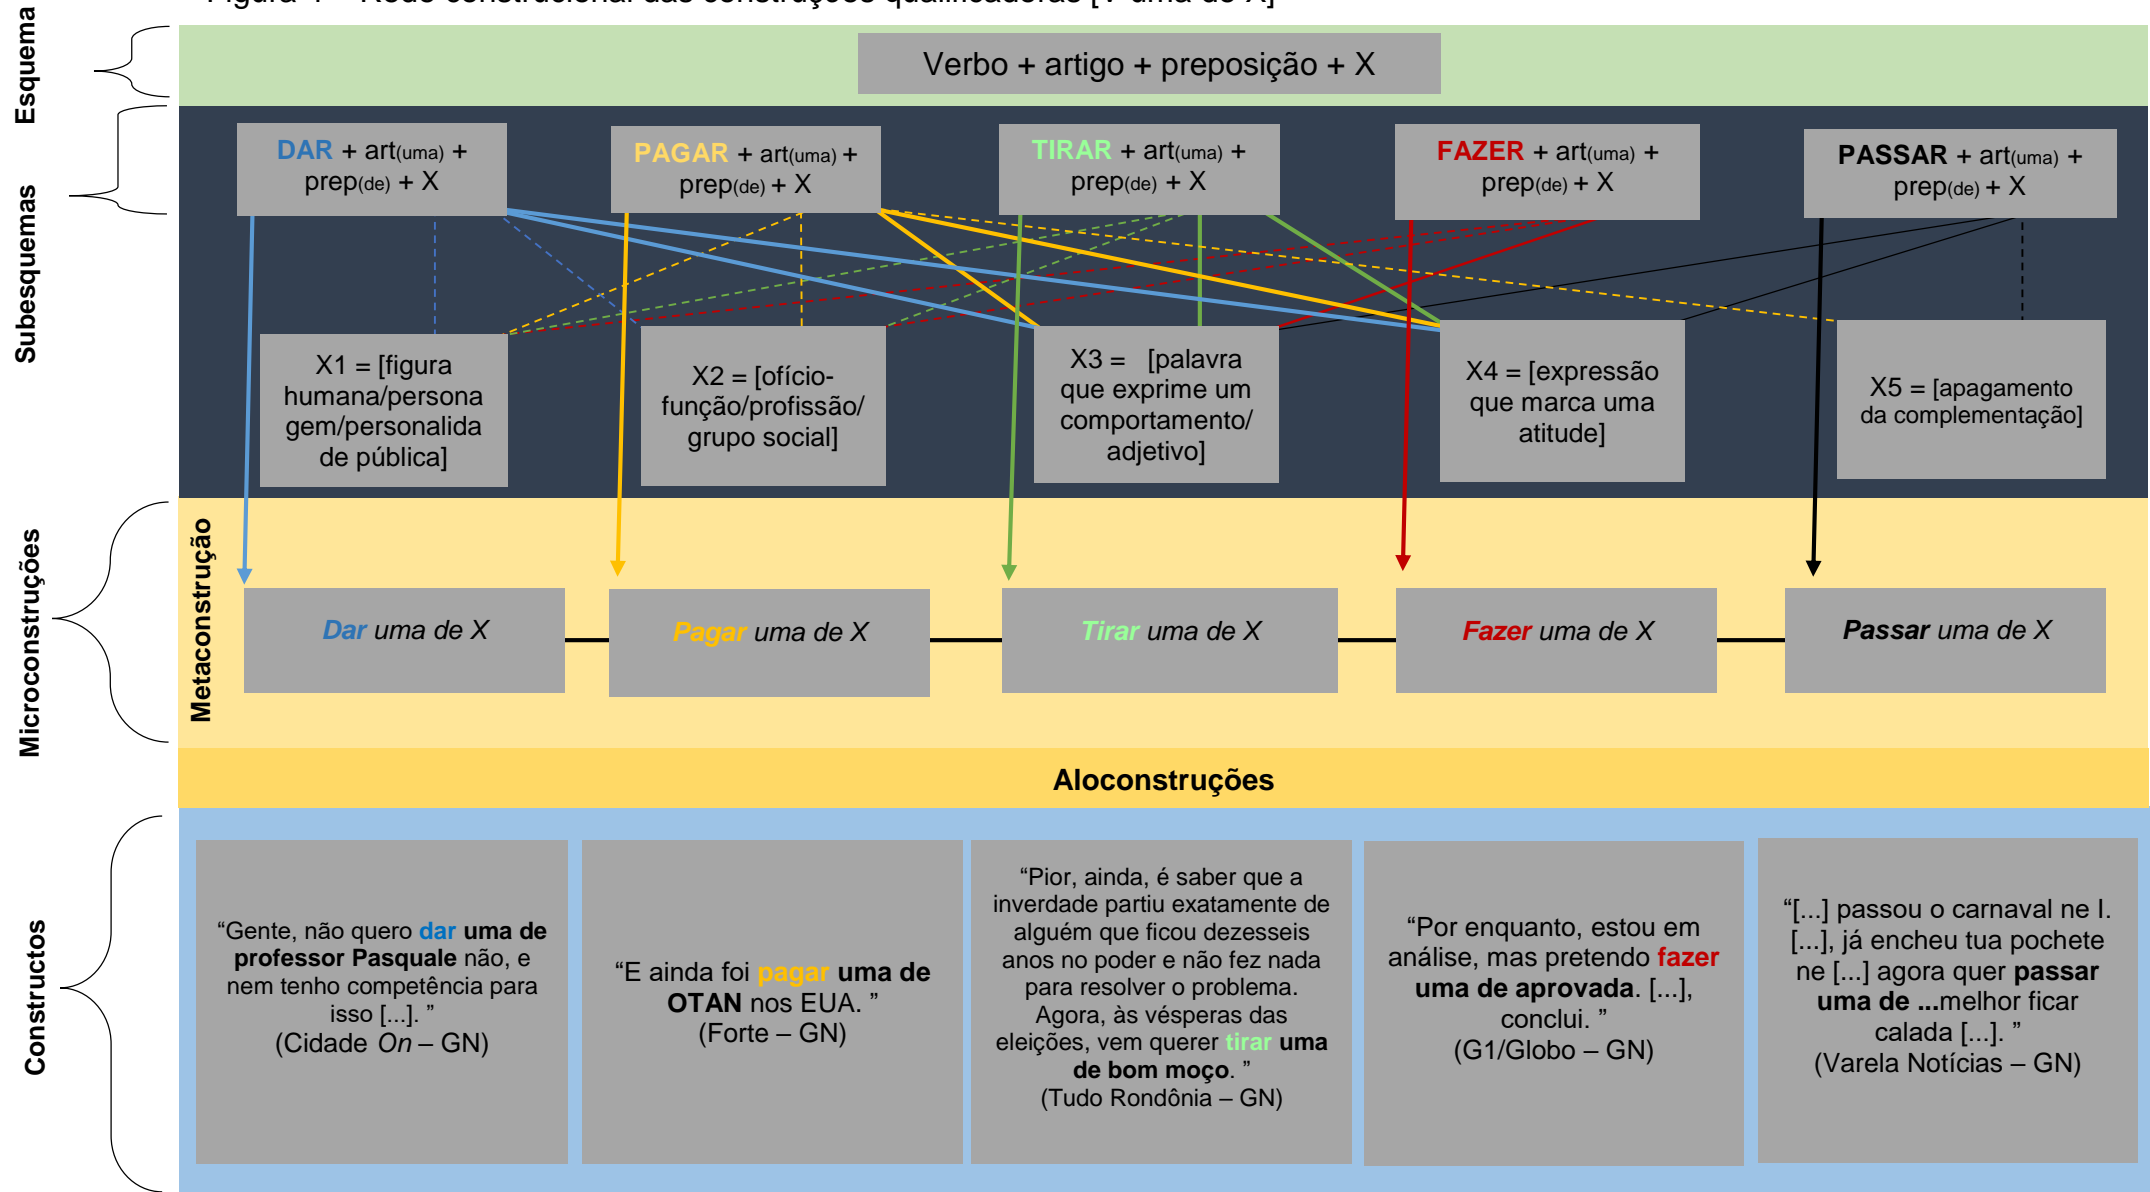 Figura 4 – Rede construcional das construções qualificadoras [V uma de X]
Esquema
Verbo + artigo + preposição + X
Subesquemas
DAR + art(uma) +
prep(de) + X
PAGAR + art(uma) +
prep(de) + X
TIRAR + art(uma) +
prep(de) + X
FAZER + art(uma) +
prep(de) + X
PASSAR + art(uma) +
prep(de) + X
X1 = [figura
humana/persona
gem/personalida
de pública]
X2 = [ofício-
função/profissão/
grupo social]
X3 = [palavra
que exprime um
comportamento/
adjetivo]
X4 = [expressão
que marca uma
atitude]
X5 = [apagamento
da complementação]
Microconstruções
Metaconstrução
Dar uma de X
Pagar uma de X
Tirar uma de X
Fazer uma de X
Passar uma de X
Aloconstruções
Constructos
“Gente, não quero dar uma de
professor Pasquale não, e
nem tenho competência para
isso [...]. ”
(Cidade On – GN)
“E ainda foi pagar uma de
OTAN nos EUA. ”
(Forte – GN)
“Pior, ainda, é saber que a
inverdade partiu exatamente de
alguém que ficou dezesseis
anos no poder e não fez nada
para resolver o problema.
Agora, às vésperas das
eleições, vem querer tirar uma
de bom moço. ”
(Tudo Rondônia – GN)
“Por enquanto, estou em
análise, mas pretendo fazer
uma de aprovada. [...],
conclui. ”
(G1/Globo – GN)
“[...] passou o carnaval ne I.
[...], já encheu tua pochete
ne [...] agora quer passar
uma de ...melhor ficar
calada [...]. ”
(Varela Notícias – GN)